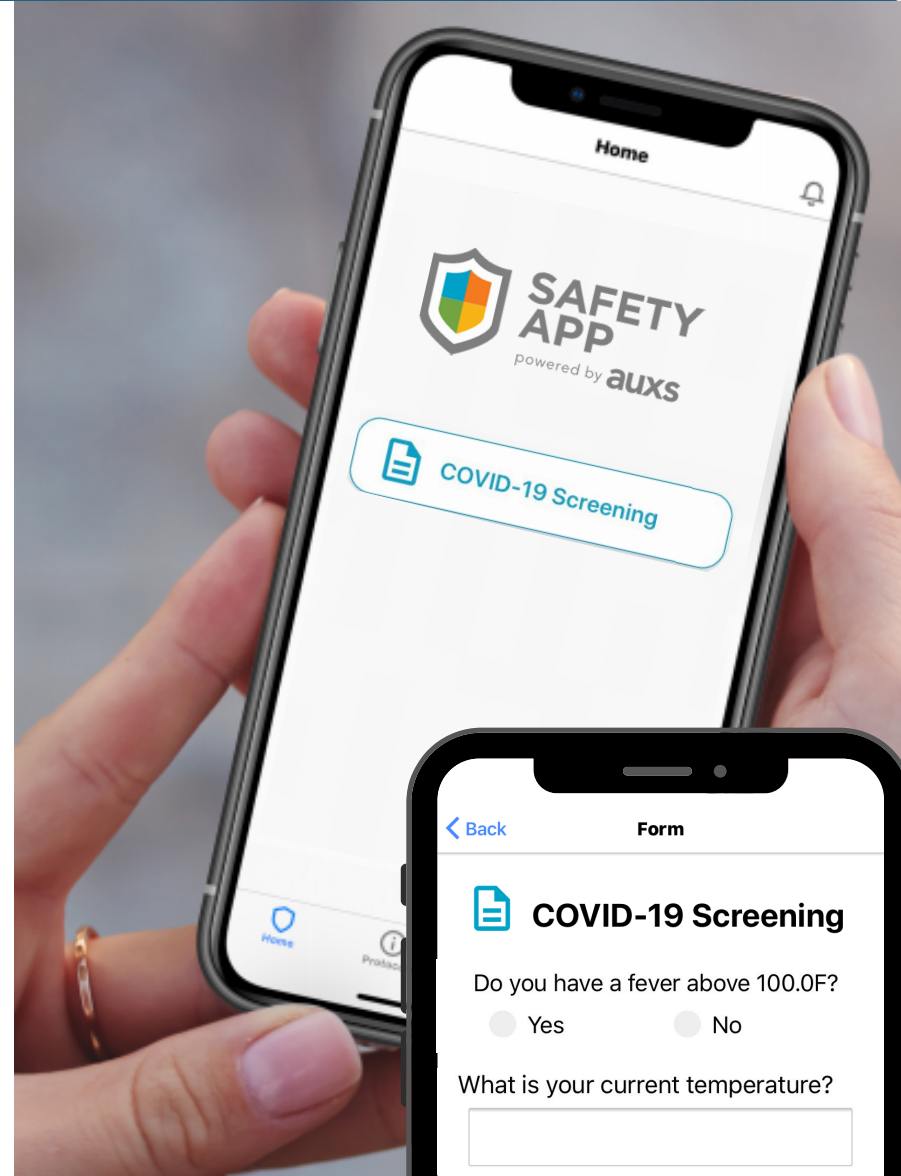 Home
SAFETY
APP
powered by auxs
COVID-19 Screening
Home
Back
Form
COVID-19 Screening
Do you have a fever above 100.0F?
Yes No
What is your current temperature?